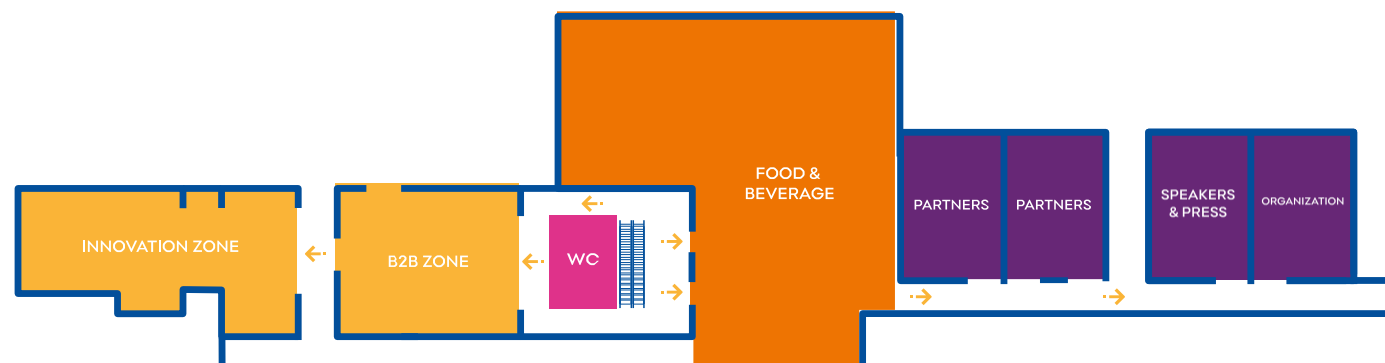 INNOVATION ZONE
B2B ZONE
WC
FOOD &
BEVERAGE
PARTNERS
PARTNERS
SPEAKERS
& PRESS
ORGANIZATION